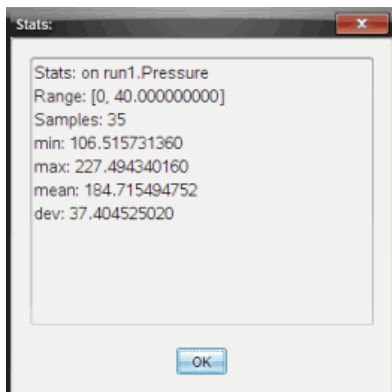 Stats:
Stats: on run1.Pressure
Range: [0, 40.000000000]
Samples: 35
min: 106.515731360
max: 227.494340160
mean: 184.715494752
dev: 37.404525020
OK